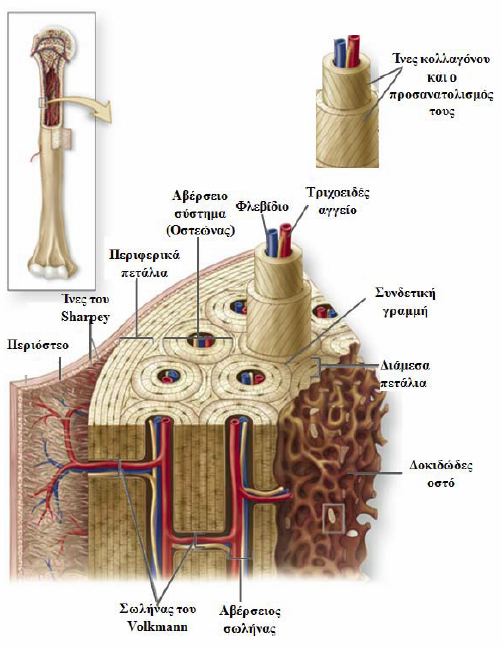 Ίνες κολλαγόνου
και ο
προσανατολισμός
τους
Αβέρσειο
σύστημα
(Οστεώνας)
Φλεβίδιο
Τριχοειδές
αγγείο
Περιφερικά
πετάλια
Ίνες του
Sharpey
Περιόστεο
Συνδετική
γραμμή
Διάμεσα
πετάλια
Δοκιδώδες
οστό
Σωλήνας του
Volkmann
Αβέρσειος
σωλήνας